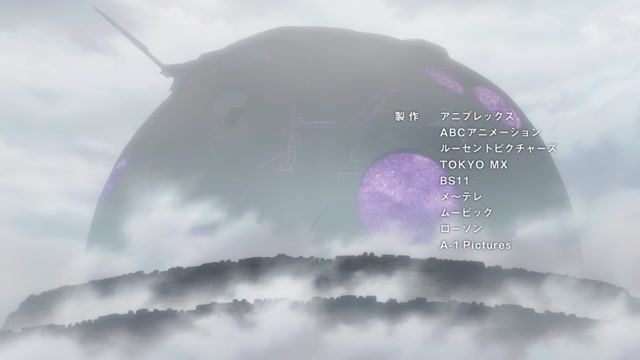 製作 アニプレックス
ABCアニメーション
ルーセントピクチャーズ
TOKYO MX
BS11
メ〜テレ
ムービック
ローソン
A-1 Pictures